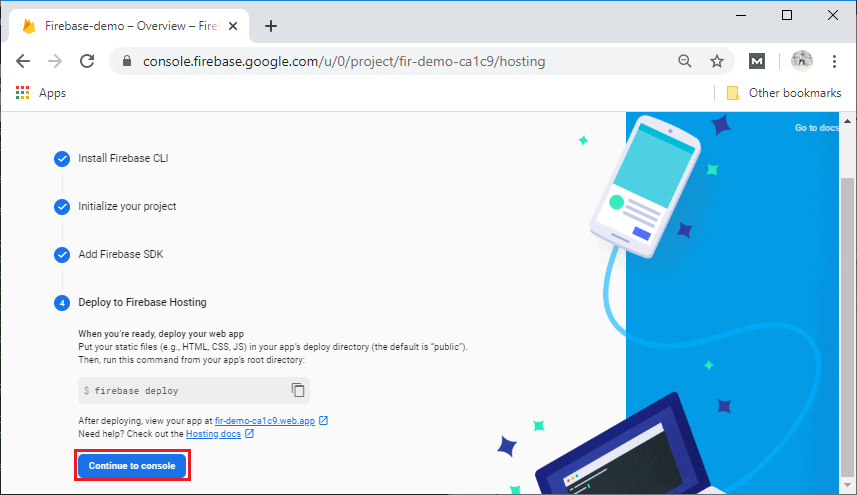 Firebase-demo – Overview – Fire
console.firebase.google.com/u/0/project/fir-demo-ca1c9/hosting
Apps
Other bookmarks
Go to docs
Install Firebase CLI
Initialize your project
Add Firebase SDK
4 Deploy to Firebase Hosting
When you're ready, deploy your web app
Put your static files (e.g., HTML, CSS, JS) in your app's deploy directory (the default is "public").
Then, run this command from your app's root directory:
$ firebase deploy
After deploying, view your app at fir-demo-ca1c9.web.app
Need help? Check out the Hosting docs
Continue to console